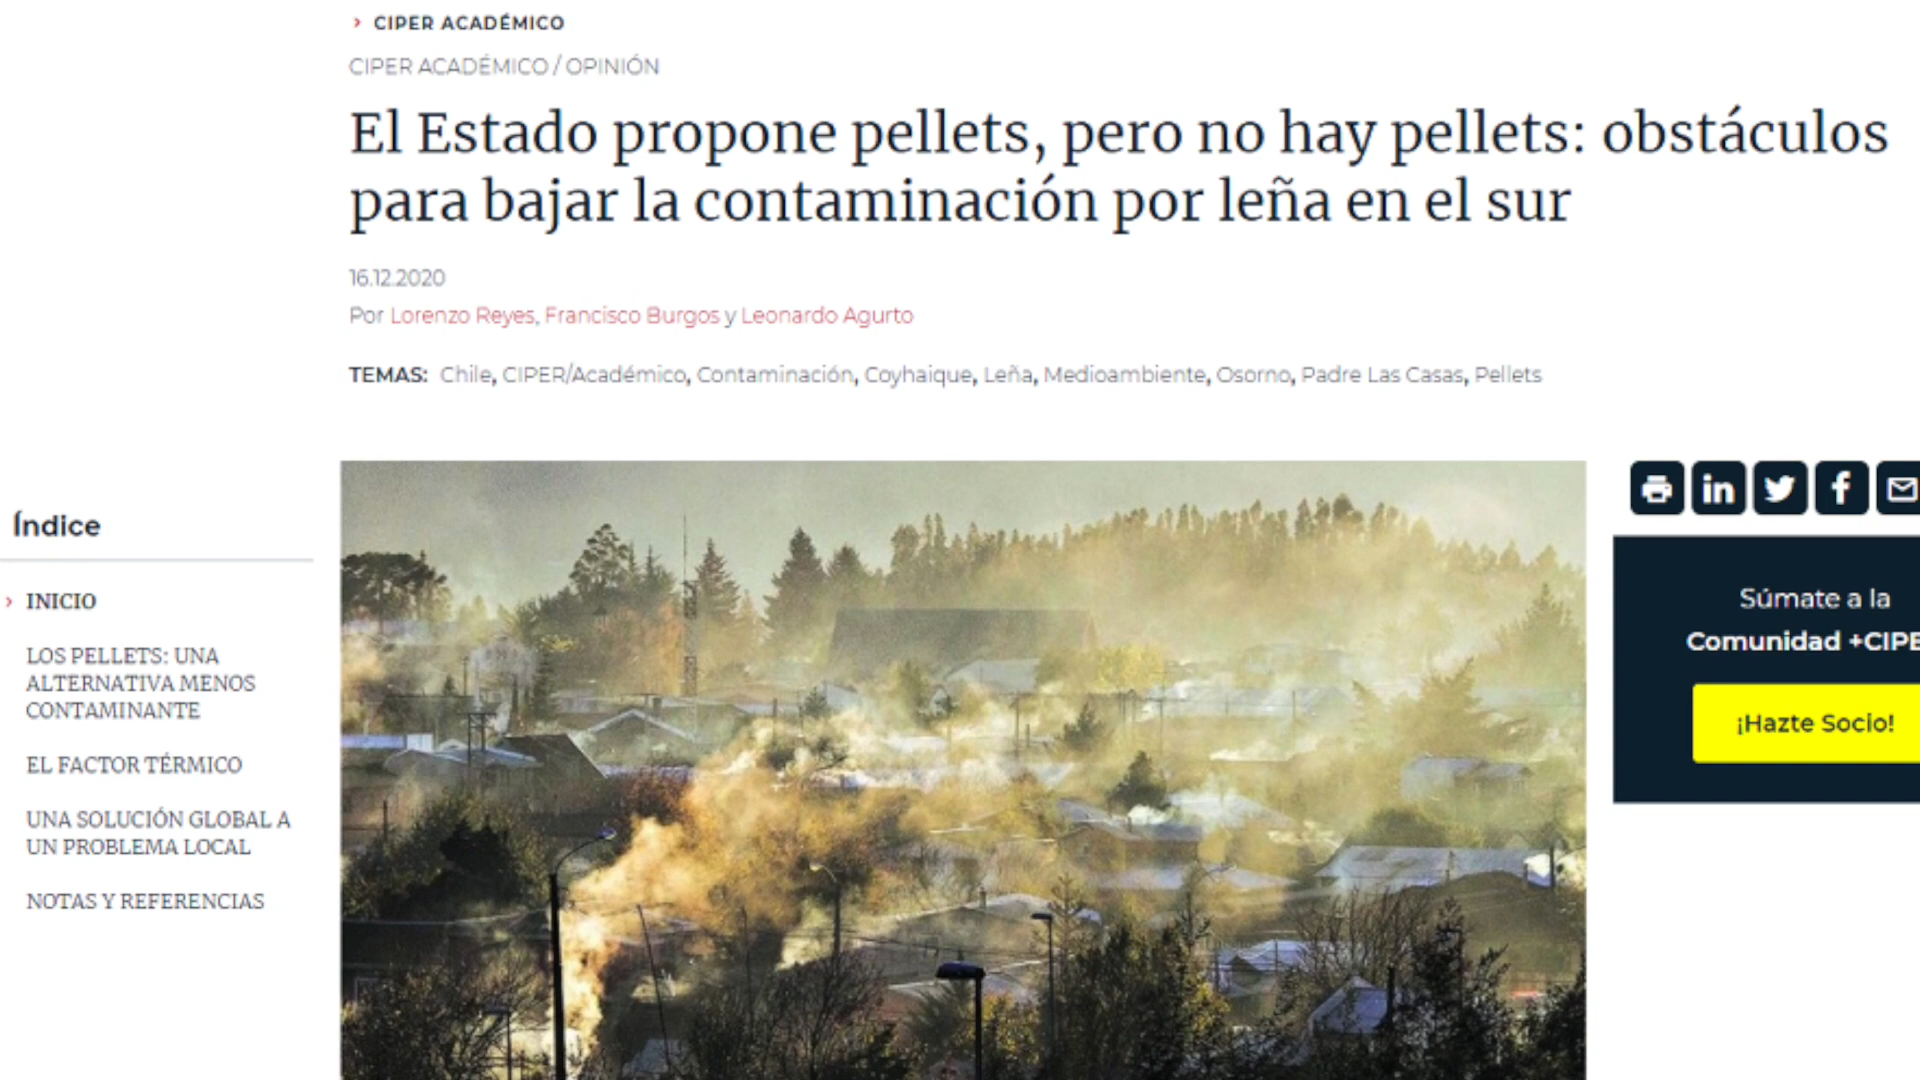 CIPER ACADÉMICO
CIPER ACADÉMICO / OPINIÓN
El Estado propone pellets, pero no hay pellets: obstáculos
para bajar la contaminación por leña en el sur
16.12.2020
Por Lorenzo Reyes, Francisco Burgos y Leonardo Agurto
TEMAS: Chile, CIPER/Académico, Contaminación, Coyhaique, Leña, Medioambiente, Osorno, Padre Las Casas, Pellets
Índice
INICIO
LOS PELLETS: UNA
ALTERNATIVA MENOS
CONTAMINANTE
EL FACTOR TÉRMICO
UNA SOLUCIÓN GLOBAL A
UN PROBLEMA LOCAL
NOTAS Y REFERENCIAS
Súmate a la
Comunidad +CIPE
¡Hazte Socio!